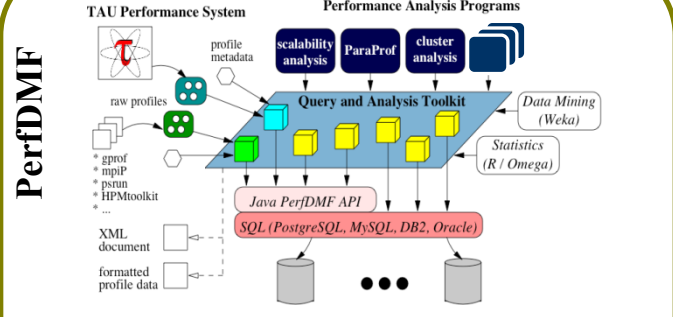 PerfDMF
TAU Performance System
Performance Analysis Programs
profile
metadata
scalability
analysis
ParaProf
cluster
analysis
raw profiles
Query and Analysis Toolkit
Data Mining
(Weka)
Statistics
(R / Omega)
* gprof
* mpiP
* psrun
* HPMtoolkit
* ...
Java PerfDMF API
SQL (PostgreSQL, MySQL, DB2, Oracle)
XML
document
formatted
profile data
τ